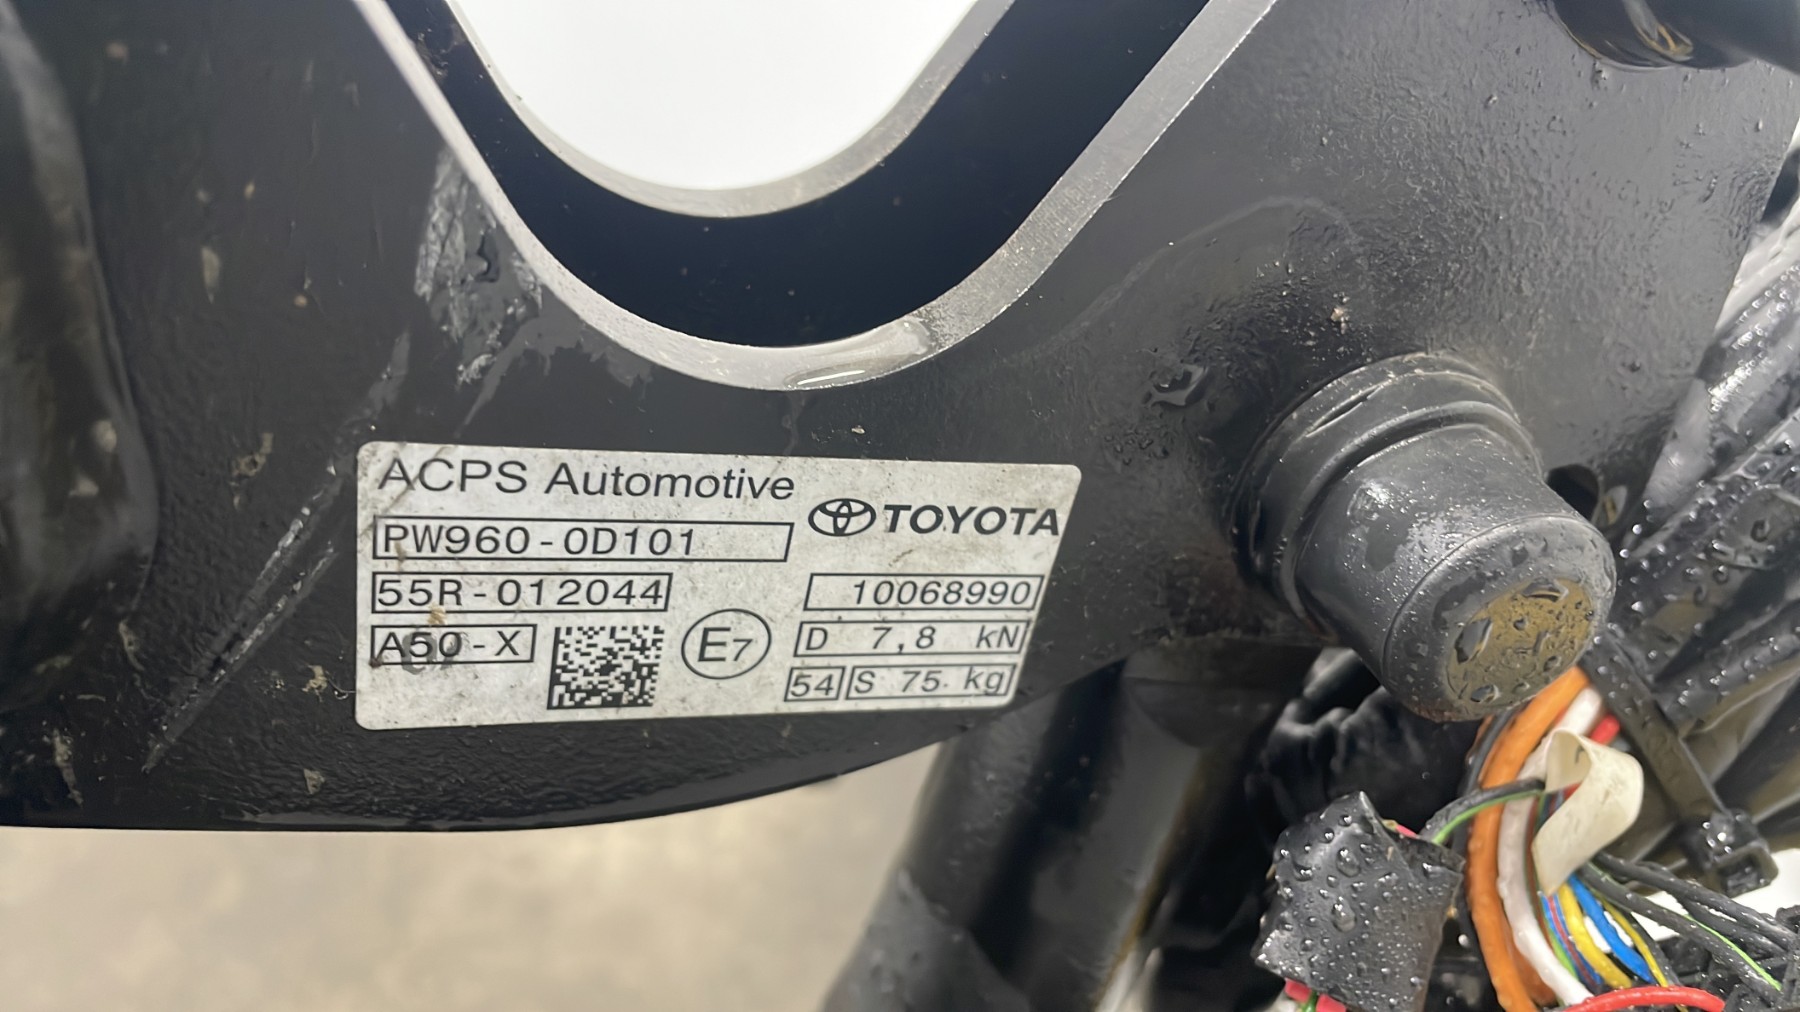 ACPS Automotive
TOYOTA
PW960-0D101
55R-012044
10068990
A50-X
E7
D 7,8 kN
54 S 75. kg